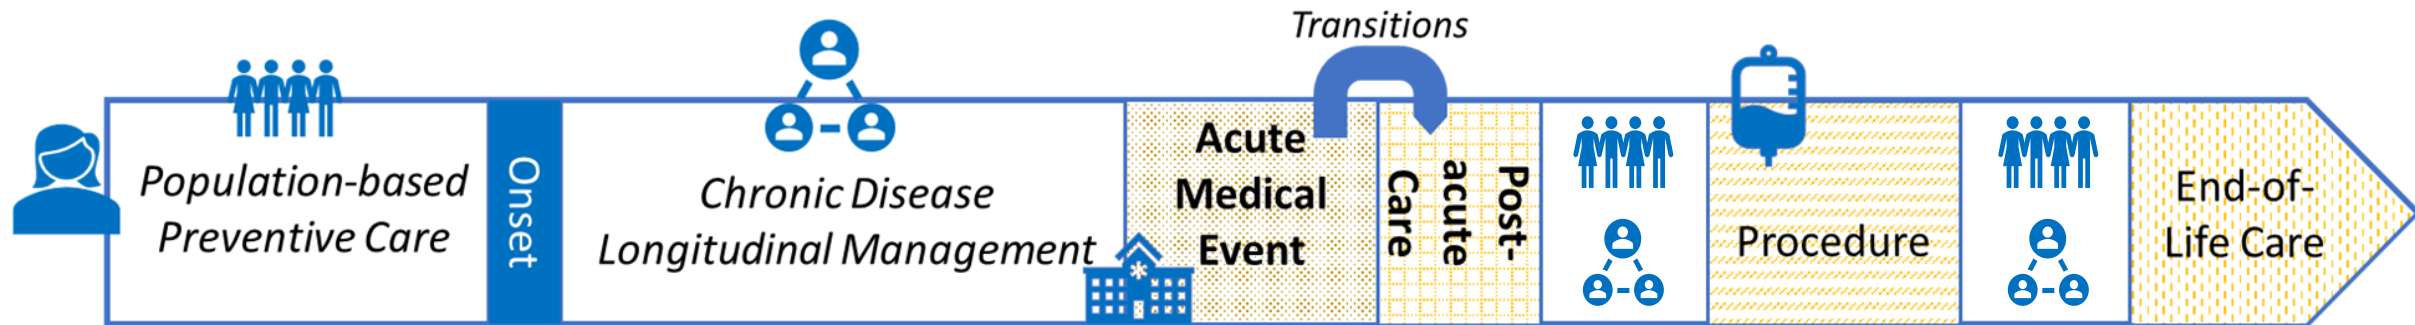 Transitions
Population-based
Preventive Care
Onset
Chronic Disease
Longitudinal Management
Acute
Medical
Event
Post-
acute
Care
Procedure
End-of-
Life Care